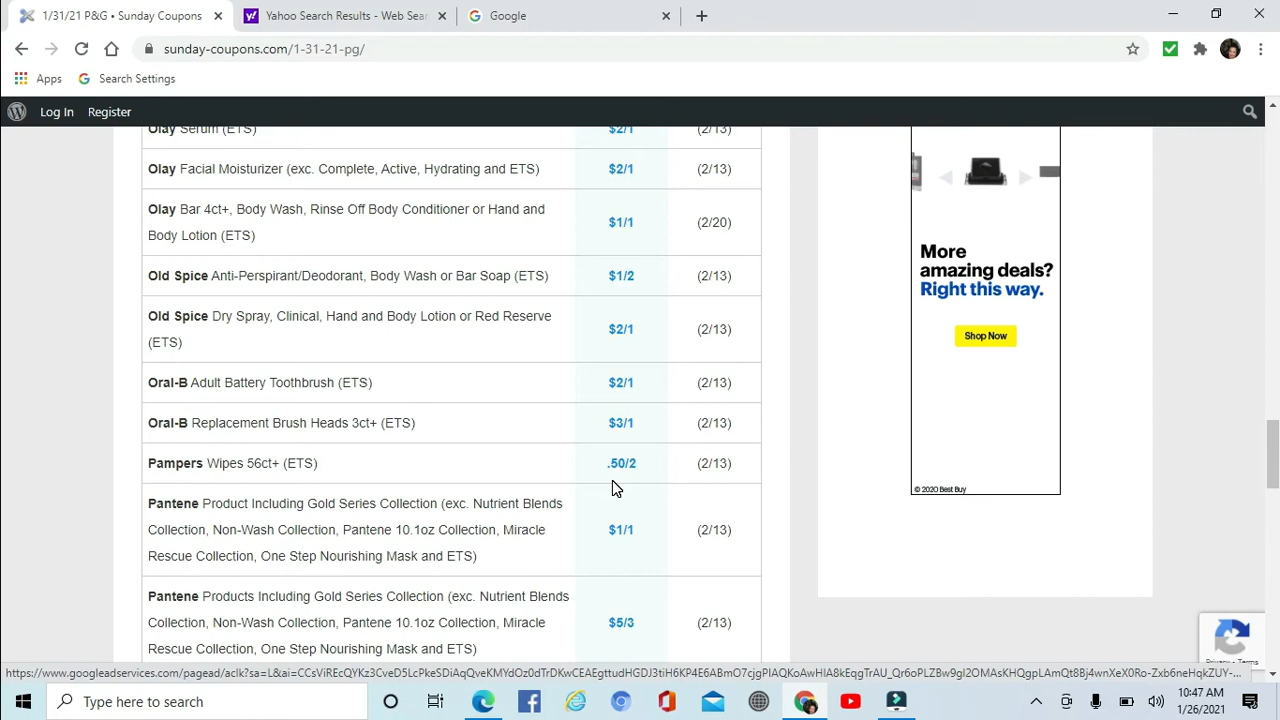 1/31/21 P&G • Sunday Coupons
Yahoo Search Results - Web Sear
Google
sunday-coupons.com/1-31-21-pg/
Apps
Search Settings
Log In
Register
Olay Serum (ETS) $2/1 (2/13)
Olay Facial Moisturizer (exc. Complete, Active, Hydrating and ETS) $2/1 (2/13)
Olay Bar 4ct+, Body Wash, Rinse Off Body Conditioner or Hand and
Body Lotion (ETS)
$1/1 (2/20)
Old Spice Anti-Perspirant/Deodorant, Body Wash or Bar Soap (ETS) $1/2 (2/13)
Old Spice Dry Spray, Clinical, Hand and Body Lotion or Red Reserve
(ETS)
$2/1 (2/13)
Oral-B Adult Battery Toothbrush (ETS) $2/1 (2/13)
Oral-B Replacement Brush Heads 3ct+ (ETS) $3/1 (2/13)
Pampers Wipes 56ct+ (ETS) .50/2 (2/13)
Pantene Product Including Gold Series Collection (exc. Nutrient Blends
Collection, Non-Wash Collection, Pantene 10.1oz Collection, Miracle
Rescue Collection, One Step Nourishing Mask and ETS)
$1/1 (2/13)
Pantene Products Including Gold Series Collection (exc. Nutrient Blends
Collection, Non-Wash Collection, Pantene 10.1oz Collection, Miracle
Rescue Collection, One Step Nourishing Mask and ETS)
$5/3 (2/13)
More
amazing deals?
Right this way.
Shop Now
© 2020 Best Buy
Privacy - Terms
Type here to search
10:47 AM
1/26/2021